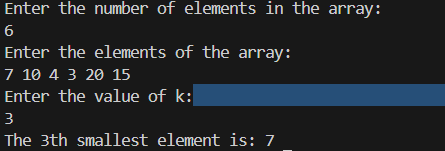 Enter the number of elements in the array:
6
Enter the elements of the array:
7 10 4 3 20 15
Enter the value of k:
3
The 3th smallest element is: 7